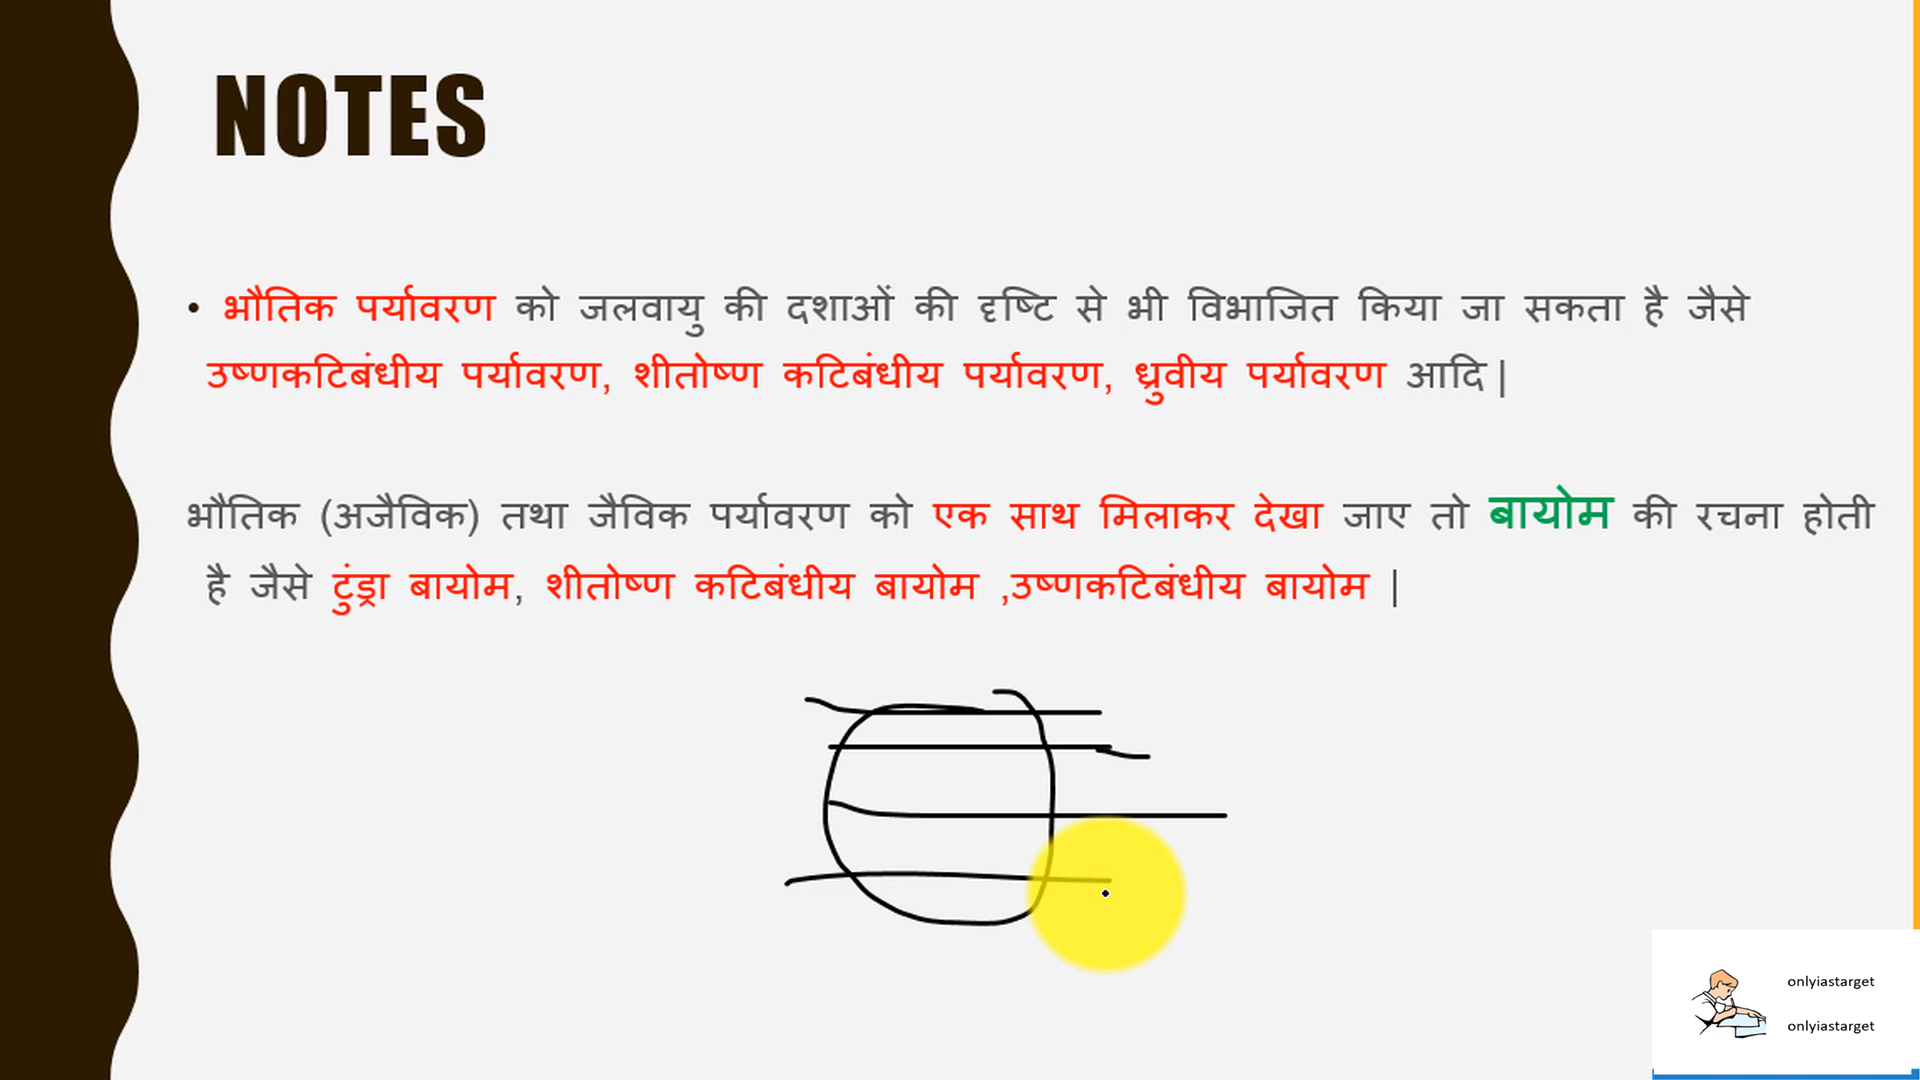 NOTES
• भौतिक पर्यावरण को जलवायु की दशाओं की दृष्टि से भी विभाजित किया जा सकता है जैसे
उष्णकटिबंधीय पर्यावरण, शीतोष्ण कटिबंधीय पर्यावरण, ध्रुवीय पर्यावरण आदि |
भौतिक (अजैविक) तथा जैविक पर्यावरण को एक साथ मिलाकर देखा जाए तो बायोम की रचना होती
है जैसे टुंड्रा बायोम, शीतोष्ण कटिबंधीय बायोम ,उष्णकटिबंधीय बायोम |
onlyiastarget
onlyiastarget